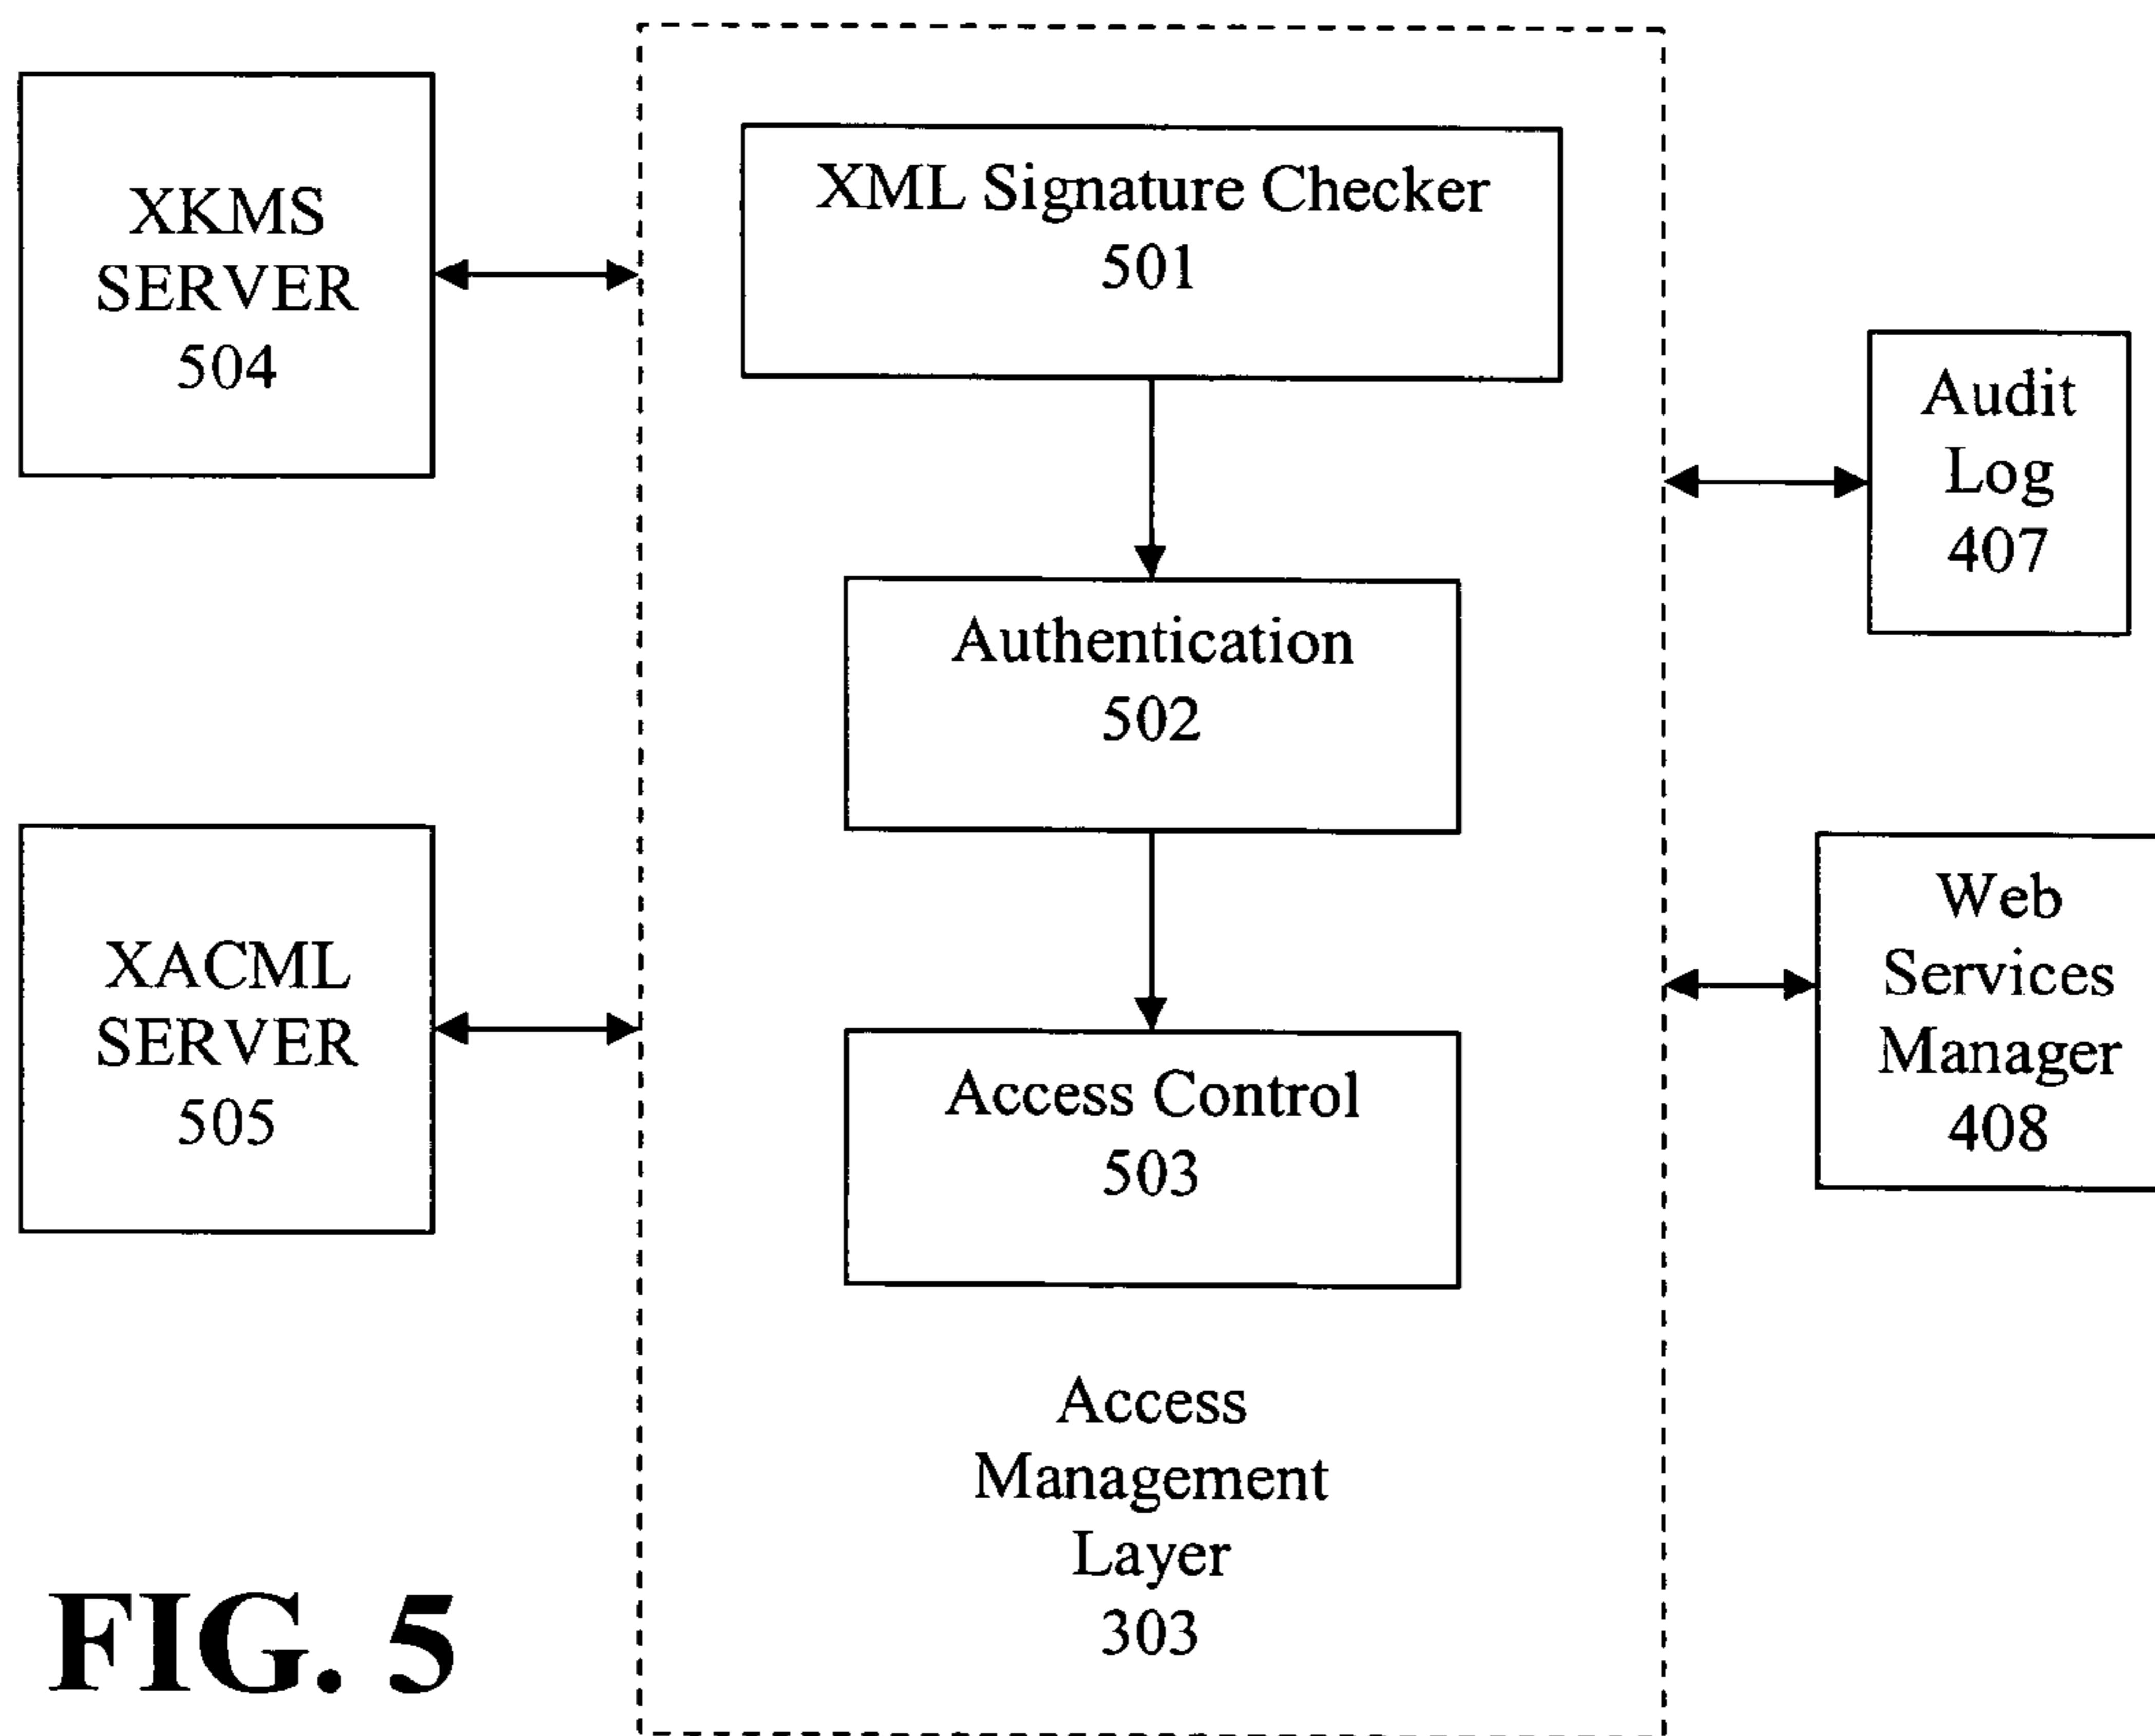 XKMS
SERVER
504
XML Signature Checker
501
Audit
Log
407
Authentication
502
XACML
SERVER
505
Web
Services
Manager
408
Access Control
503
Access
Management
Layer
303
FIG. 5